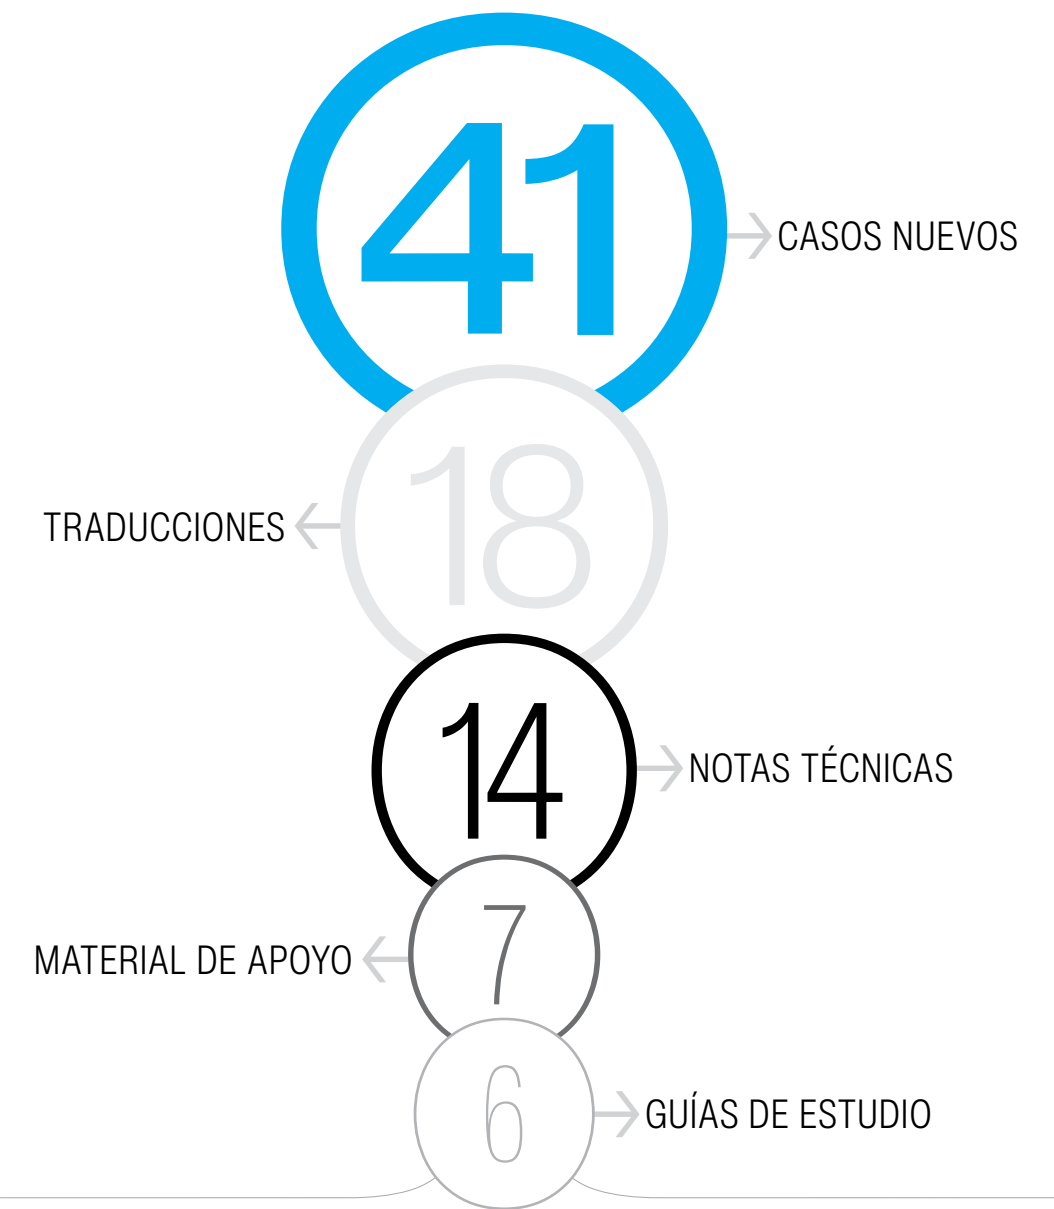 41
CASOS NUEVOS
18
TRADUCCIONES
14
NOTAS TÉCNICAS
7
MATERIAL DE APOYO
6
GUÍAS DE ESTUDIO